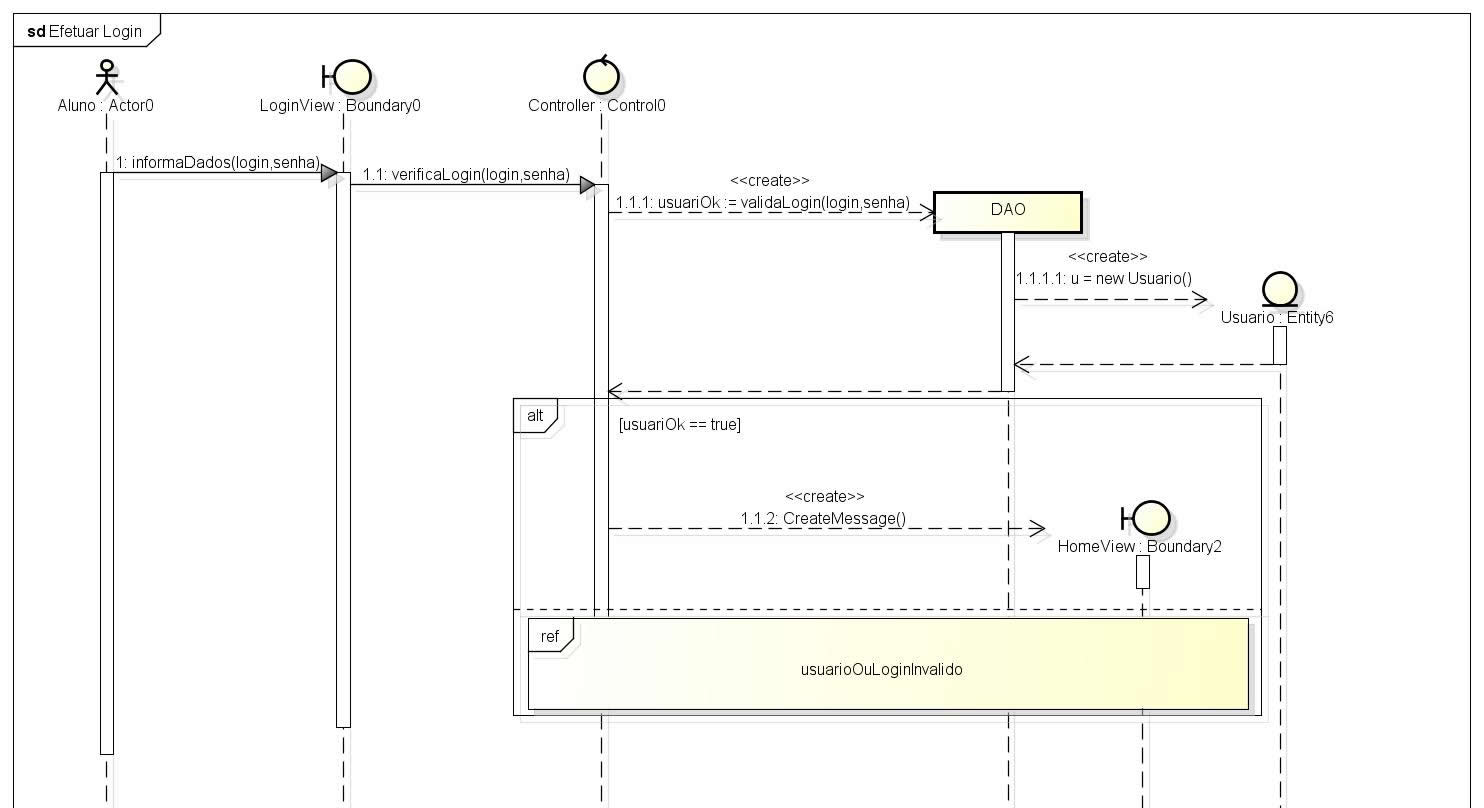 sd Efetuar Login
Aluno : Actor0
LoginView : Boundary0
Controller : Control0
1: informaDados(login,senha)
1.1: verificaLogin(login,senha)
<<create>>
1.1.1: usuariOk := validaLogin(login,senha)
DAO
<<create>>
1.1.1.1: u = new Usuario()
Usuario : Entity6
alt
[usuariOk == true]
<<create>>
1.1.2: CreateMessage()
HomeView : Boundary2
ref
usuarioOuLoginInvalido